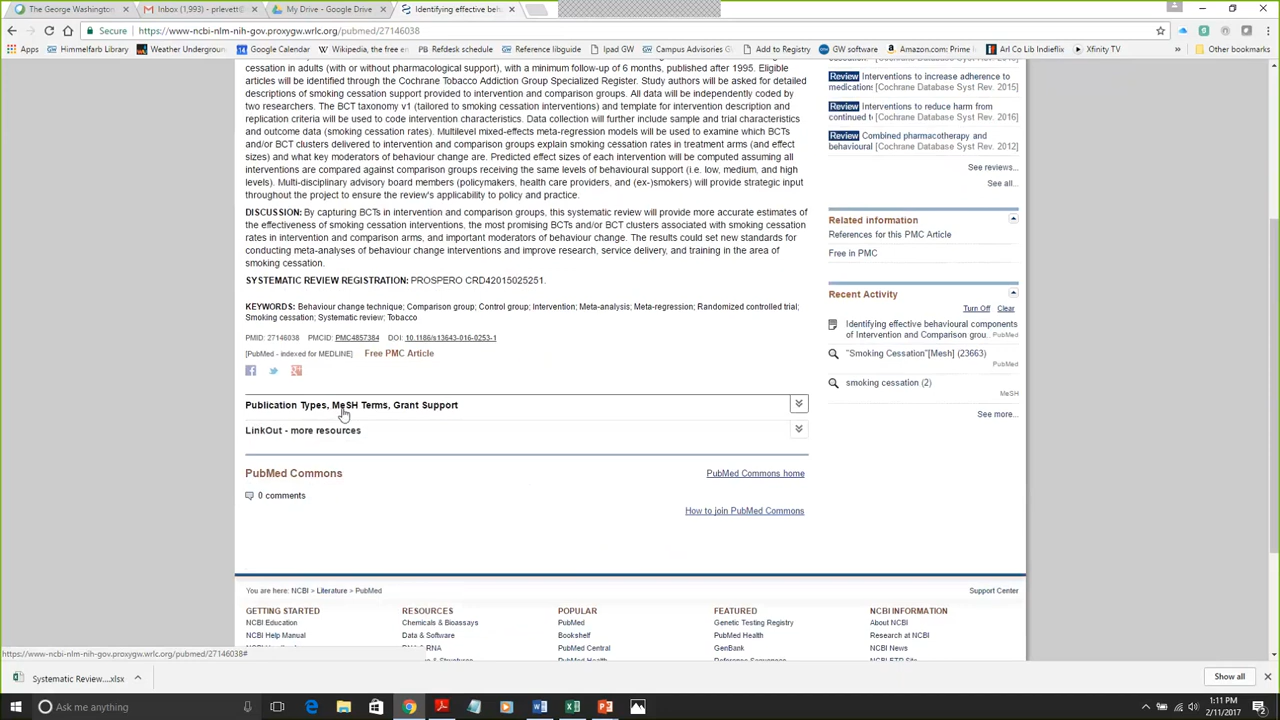 The George Washington
Inbox (1,993) - prlevett@
My Drive - Google Drive
Identifying effective beh
Secure
https://www-ncbi-nlm-nih-gov.proxygw.wrlc.org/pubmed/27146038
Apps
Himmelfarb Library
Weather Underground
Google Calendar
Wikipedia, the free en
Refdesk schedule
Reference libguide
Ipad GW
Campus Advisories
Add to Registry
GW software
Amazon.com: Prime
Arl Co Lib Indieflix
Xfinity TV
Other bookmarks
cessation in adults (with or without pharmacological support), with a minimum follow-up of 6 months, published after 1995. Eligible
articles will be identified through the Cochrane Tobacco Addiction Group Specialized Register. Study authors will be asked for detailed
descriptions of smoking cessation support provided to intervention and comparison groups. All data will be independently coded by
two researchers. The BCT taxonomy v1 (tailored to smoking cessation interventions) and template for intervention description and
replication criteria will be used to code intervention characteristics. Data collection will further include sample and trial characteristics
and outcome data (smoking cessation rates). Multilevel mixed-effects meta-regression models will be used to examine which BCTs
and/or BCT clusters delivered to intervention and comparison groups explain smoking cessation rates in treatment arms (and effect
sizes) and what key moderators of behaviour change are. Predicted effect sizes of each intervention will be computed assuming all
interventions are compared against comparison groups receiving the same levels of behavioural support (i.e. low, medium, and high
levels). Multi-disciplinary advisory board members (policymakers, health care providers, and (ex-)smokers) will provide strategic input
throughout the project to ensure the review's applicability to policy and practice.
DISCUSSION: By capturing BCTs in intervention and comparison groups, this systematic review will provide more accurate estimates
of the effectiveness of smoking cessation interventions, the most promising BCTs and/or BCT clusters associated with smoking cessation
rates in intervention and comparison arms, and important moderators of behaviour change. The results could set new standards for
conducting meta-analyses of behaviour change interventions and improve research, service delivery, and training in the area of
smoking cessation.
SYSTEMATIC REVIEW REGISTRATION: PROSPERO CRD42015025251.
KEYWORDS: Behaviour change technique; Comparison group; Control group; Intervention; Meta-analysis; Meta-regression; Randomized controlled trial;
Smoking cessation; Systematic review; Tobacco
PMID: 27146038 PMCID: PMC4857384 DOI: 10.1186/s13643-016-0253-1
[PubMed - indexed for MEDLINE] Free PMC Article
Publication Types, MeSH Terms, Grant Support
LinkOut - more resources
PubMed Commons
PubMed Commons home
0 comments
How to join PubMed Commons
Review Interventions to increase adherence to
medications [Cochrane Database Syst Rev. 2015]
Review Interventions to reduce harm from
continued t [Cochrane Database Syst Rev. 2016]
Review Combined pharmacotherapy and
behavioural [Cochrane Database Syst Rev. 2012]
See reviews...
See all...
Related information
References for this PMC Article
Free in PMC
Recent Activity
Turn Off Clear
Identifying effective behavioural components
of Intervention and Comparison grou..
PubMed
"Smoking Cessation"[Mesh] (23663)
PubMed
smoking cessation (2)
MeSH
See more...
You are here: NCBI > Literature > PubMed
Support Center
GETTING STARTED
NCBI Education
NCBI Help Manual
RESOURCES
Chemicals & Bioassays
Data & Software
POPULAR
PubMed
Bookshelf
PubMed Central
PubMed Health
FEATURED
Genetic Testing Registry
PubMed Health
GenBank
Reference Sequences
NCBI INFORMATION
About NCBI
Research at NCBI
NCBI News
NCBI FTP Site
https://www-ncbi-nlm-nih-gov.proxygw.wrlc.org/pubmed/27146038#
Systematic Review....xlsx
Show all
Ask me anything
1:11 PM
2/11/2017